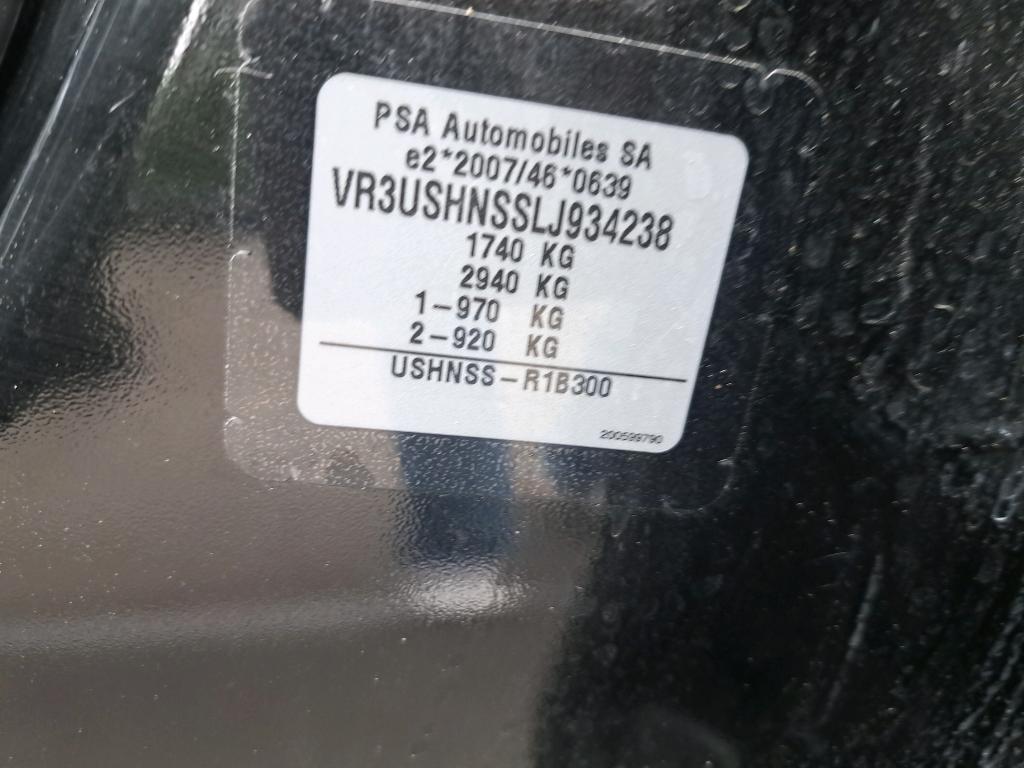 PSA Automobiles SA
e2*2007/46*0639
VR3USHNSSLJ934238
1740 KG
2940 KG
1-970 KG
2-920 KG
USHNSS-R1B300
200599790